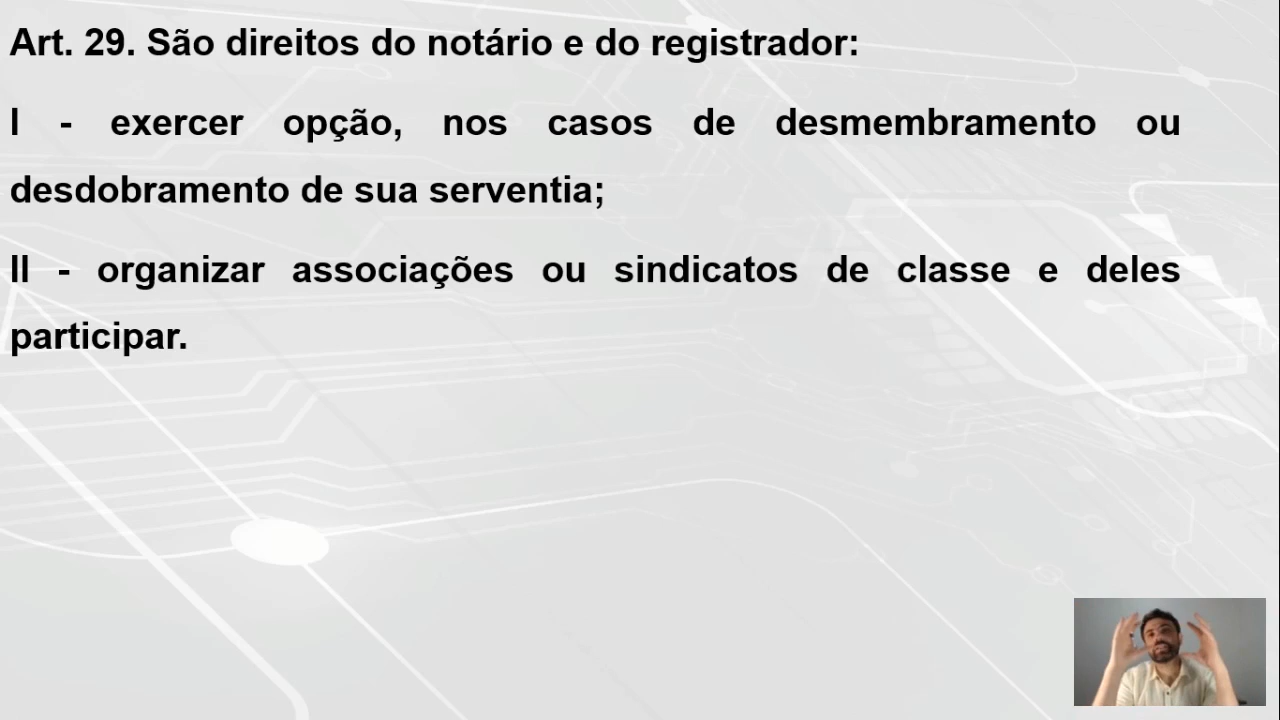 Art. 29. São direitos do notário e do registrador:
I - exercer opção, nos casos de desmembramento ou
desdobramento de sua serventia;
II - organizar associações ou sindicatos de classe e deles
participar.